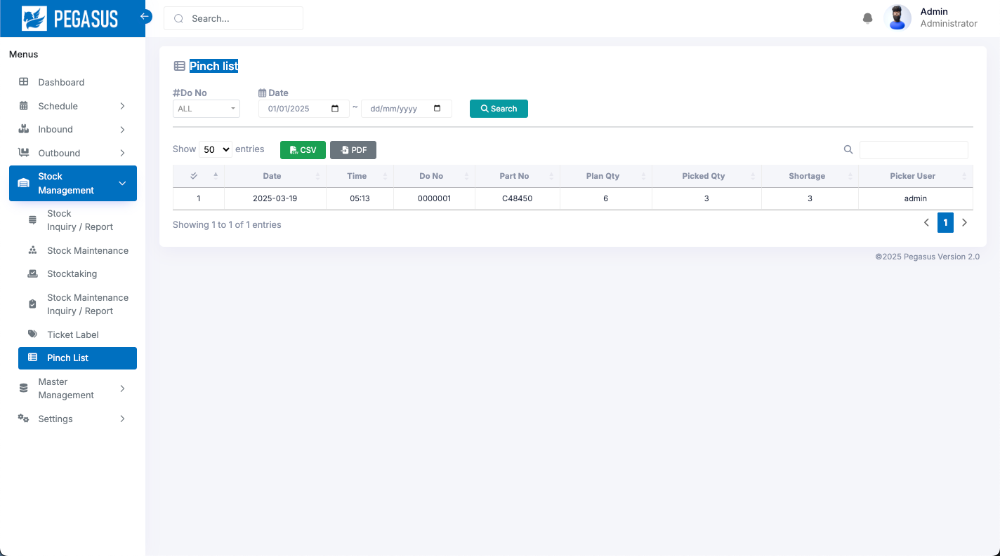 PEGASUS
Search...
Admin
Administrator
Menus
Dashboard
Schedule
Inbound
Outbound
Stock
Management
Stock
Inquiry / Report
Stock Maintenance
Stocktaking
Stock Maintenance
Inquiry / Report
Ticket Label
Pinch List
Master
Management
Settings
Pinch list
#Do No
Date
ALL
01/01/2025
~
dd/mm/yyyy
Search
Show 50 entries
CSV
PDF
Date Time Do No Part No Plan Qty Picked Qty Shortage Picker User
1 2025-03-19 05:13 0000001 C48450 6 3 3 admin
Showing 1 to 1 of 1 entries
1
©2025 Pegasus Version 2.0